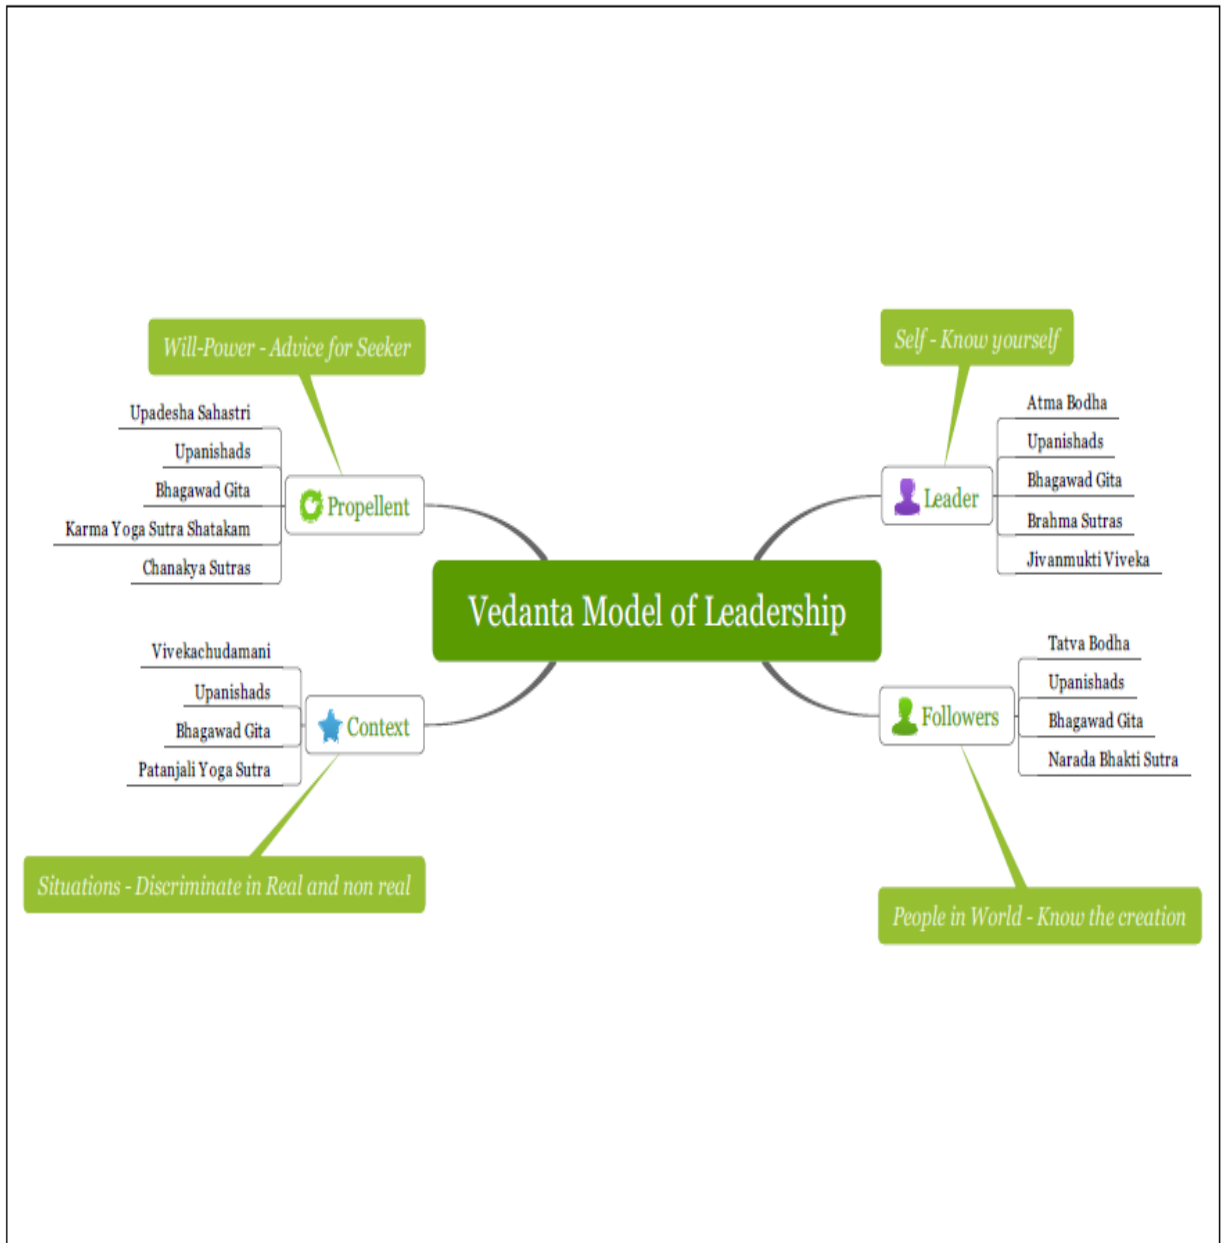 Will-Power - Advice for Seeker
Upadesha Sahastri
Upanishads
Bhagawad Gita
Karma Yoga Sutra Shatakam
Chanakya Sutras
Propellent
Self - Know yourself
Atma Bodha
Upanishads
Bhagawad Gita
Brahma Sutras
Jivanmukti Viveka
Leader
Vedanta Model of Leadership
Vivekachudamani
Upanishads
Bhagawad Gita
Patanjali Yoga Sutra
Context
Situations - Discriminate in Real and non real
Tatva Bodha
Upanishads
Bhagawad Gita
Narada Bhakti Sutra
Followers
People in World - Know the creation